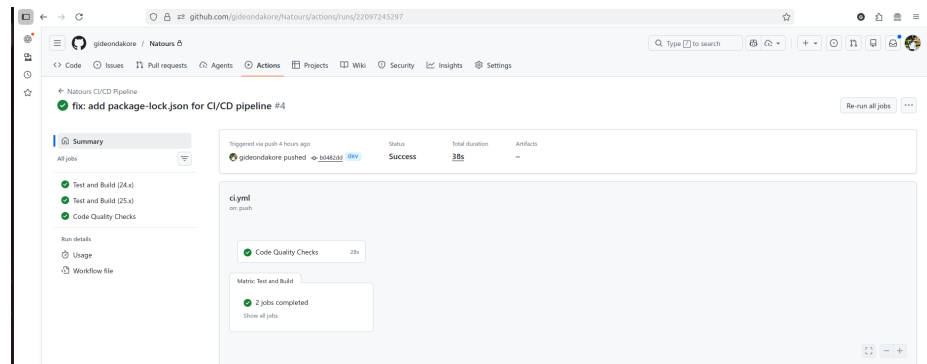 github.com/gideondakore/Natours/actions/runs/22097245297
gideondakore / Natours
Type / to search
Code Issues Pull requests Agents Actions Projects Wiki Security Insights Settings
← Natours CI/CD Pipeline
fix: add package-lock.json for CI/CD pipeline #4
Re-run all jobs
Summary
All jobs
Test and Build (24.x)
Test and Build (25.x)
Code Quality Checks
Run details
Usage
Workflow file
Triggered via push 4 hours ago Status Total duration Artifacts
gideondakore pushed b0482dd dev Success 38s –
ci.yml
on: push
Code Quality Checks 28s
Matrix: Test and Build
2 jobs completed
Show all jobs